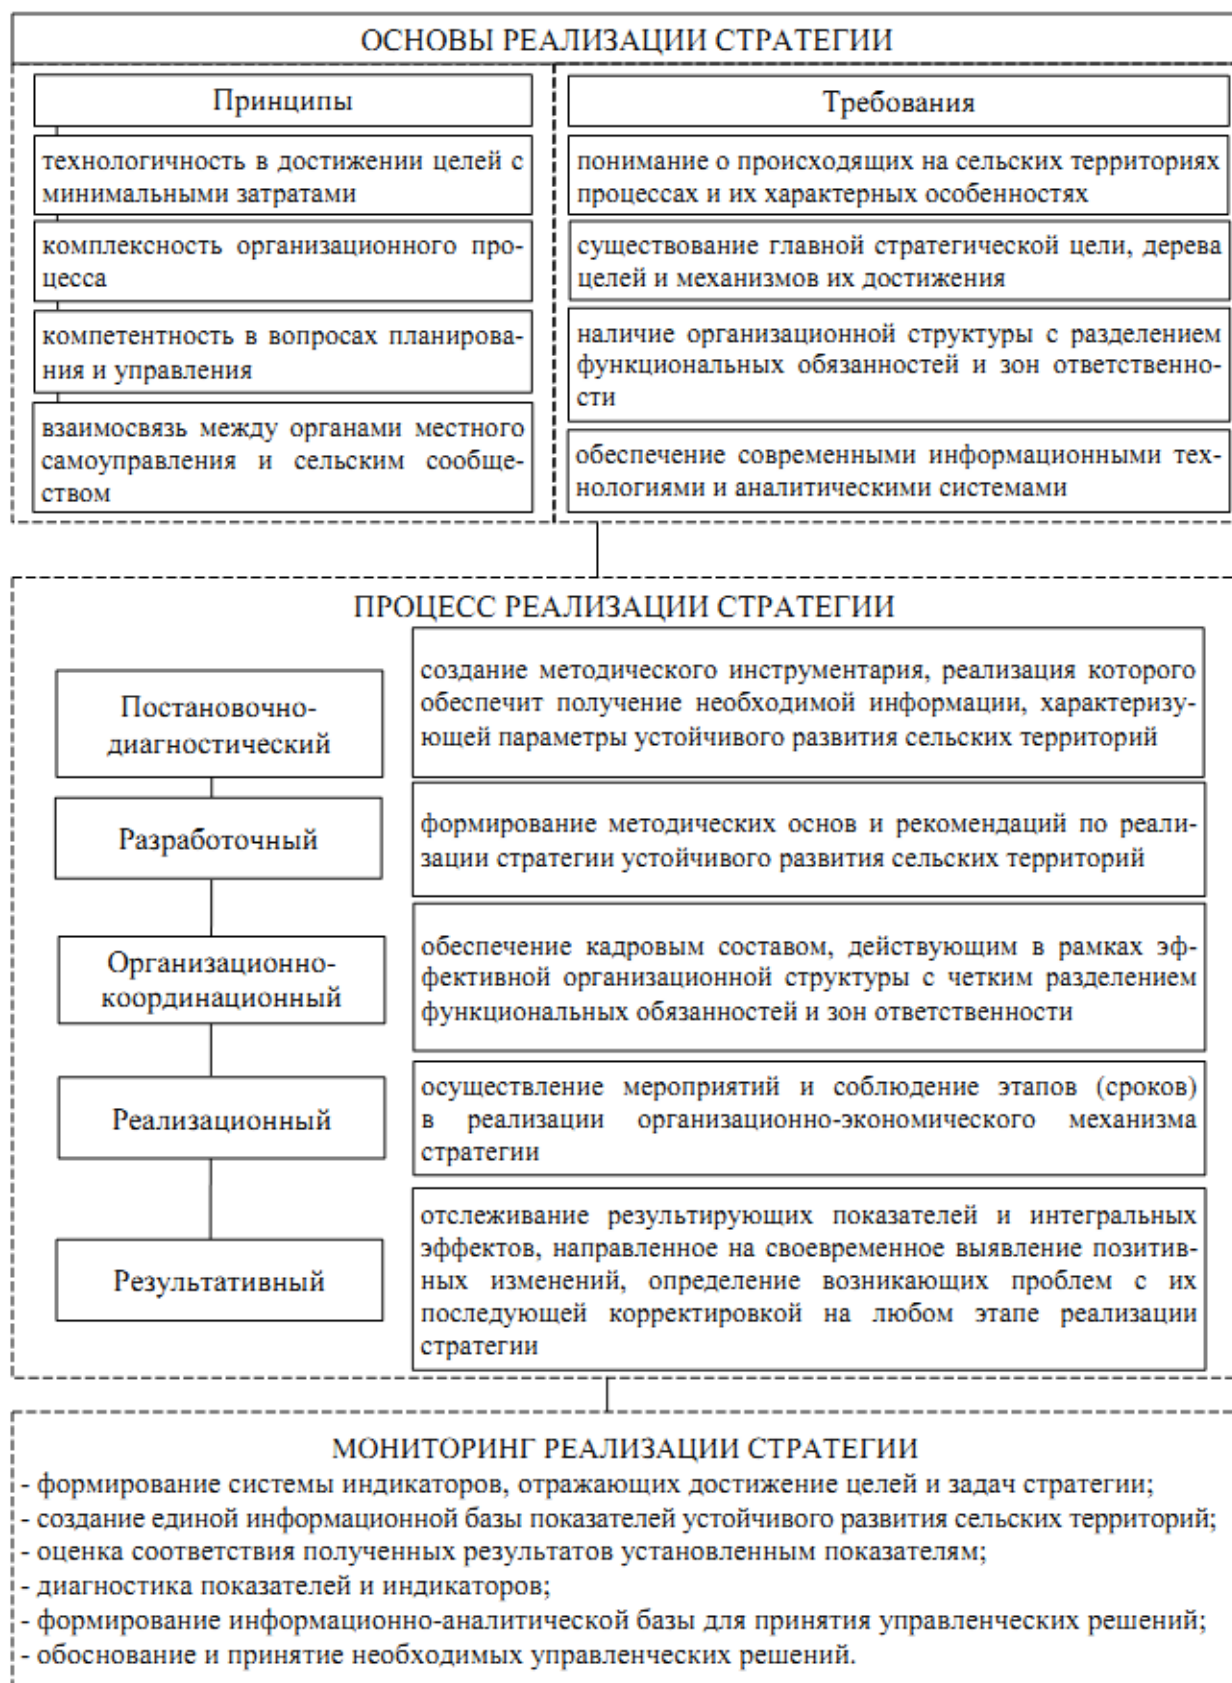 ОСНОВЫ РЕАЛИЗАЦИИ СТРАТЕГИИ
Принципы
технологичность в достижении целей с
минимальными затратами
комплексность организационного про-
цесса
компетентность в вопросах планирова-
ния и управления
взаимосвязь между органами местного
самоуправления и сельским сообще-
ством
Требования
понимание о происходящих на сельских территориях
процессах и их характерных особенностях
существование главной стратегической цели, дерева
целей и механизмов их достижения
наличие организационной структуры с разделением
функциональных обязанностей и зон ответственно-
сти
обеспечение современными информационными тех-
нологиями и аналитическими системами
ПРОЦЕСС РЕАЛИЗАЦИИ СТРАТЕГИИ
Постановочно-
диагностический
создание методического инструментария, реализация которого
обеспечит получение необходимой информации, характеризу-
ющей параметры устойчивого развития сельских территорий
Разработочный
формирование методических основ и рекомендаций по реали-
зации стратегии устойчивого развития сельских территорий
Организационно-
координационный
обеспечение кадровым составом, действующим в рамках эф-
фективной организационной структуры с четким разделением
функциональных обязанностей и зон ответственности
Реализационный
осуществление мероприятий и соблюдение этапов (сроков)
в реализации организационно-экономического механизма
стратегии
Результативный
отслеживание результирующих показателей и интегральных
эффектов, направленное на своевременное выявление позитив-
ных изменений, определение возникающих проблем с их
последующей корректировкой на любом этапе реализации
стратегии
МОНИТОРИНГ РЕАЛИЗАЦИИ СТРАТЕГИИ
- формирование системы индикаторов, отражающих достижение целей и задач стратегии;
- создание единой информационной базы показателей устойчивого развития сельских территорий;
- оценка соответствия полученных результатов установленным показателям;
- диагностика показателей и индикаторов;
- формирование информационно-аналитической базы для принятия управленческих решений;
- обоснование и принятие необходимых управленческих решений.